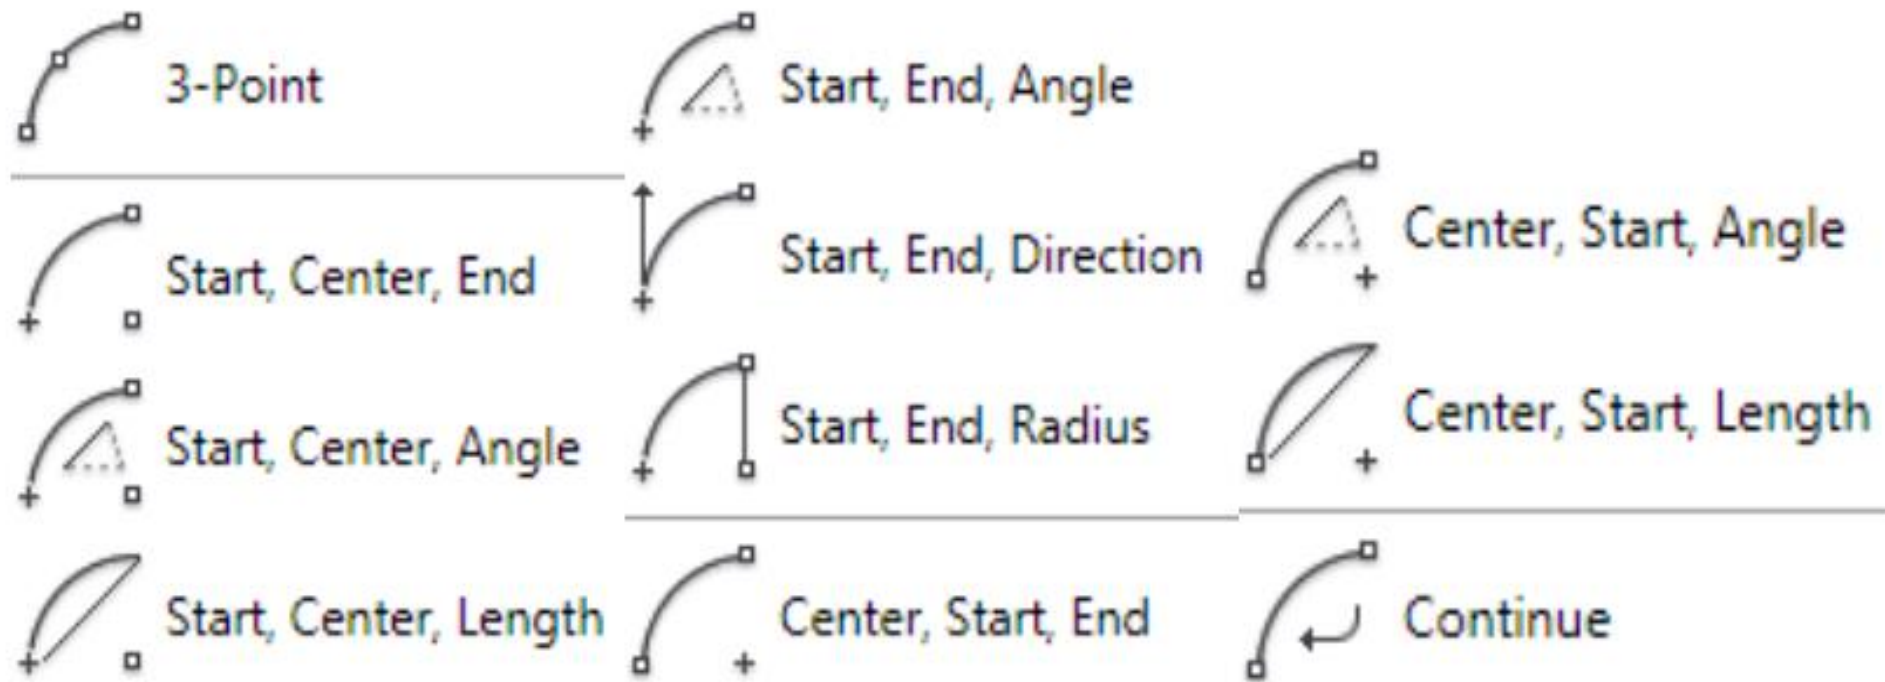 3-Point
Start, Center, End
Start, Center, Angle
Start, Center, Length
Start, End, Angle
Start, End, Direction
Start, End, Radius
Center, Start, End
Center, Start, Angle
Center, Start, Length
Continue